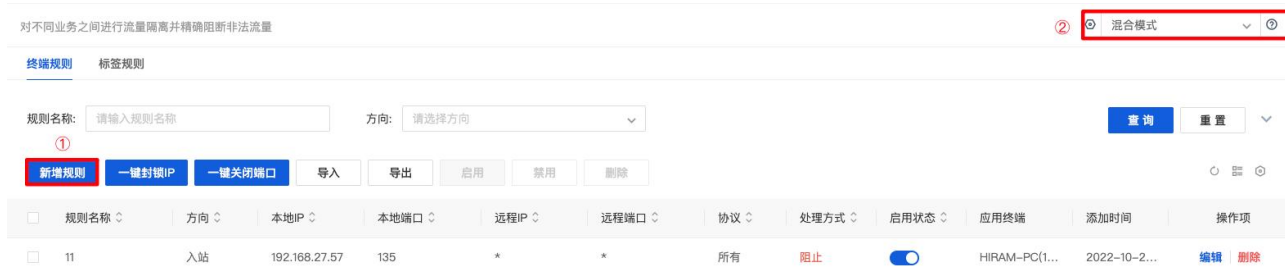 对不同业务之间进行流量隔离并精确阻断非法流量
② 混合模式
终端规则 标签规则
规则名称: 请输入规则名称 方向: 请选择方向 查询 重置
①
新增规则 一键封锁IP 一键关闭端口 导入 导出 启用 禁用 删除
规则名称 方向 本地IP 本地端口 远程IP 远程端口 协议 处理方式 启用状态 应用终端 添加时间 操作项
11 入站 192.168.27.57 135 * * 所有 阻止 HIRAM-PC(1... 2022-10-2... 编辑 删除